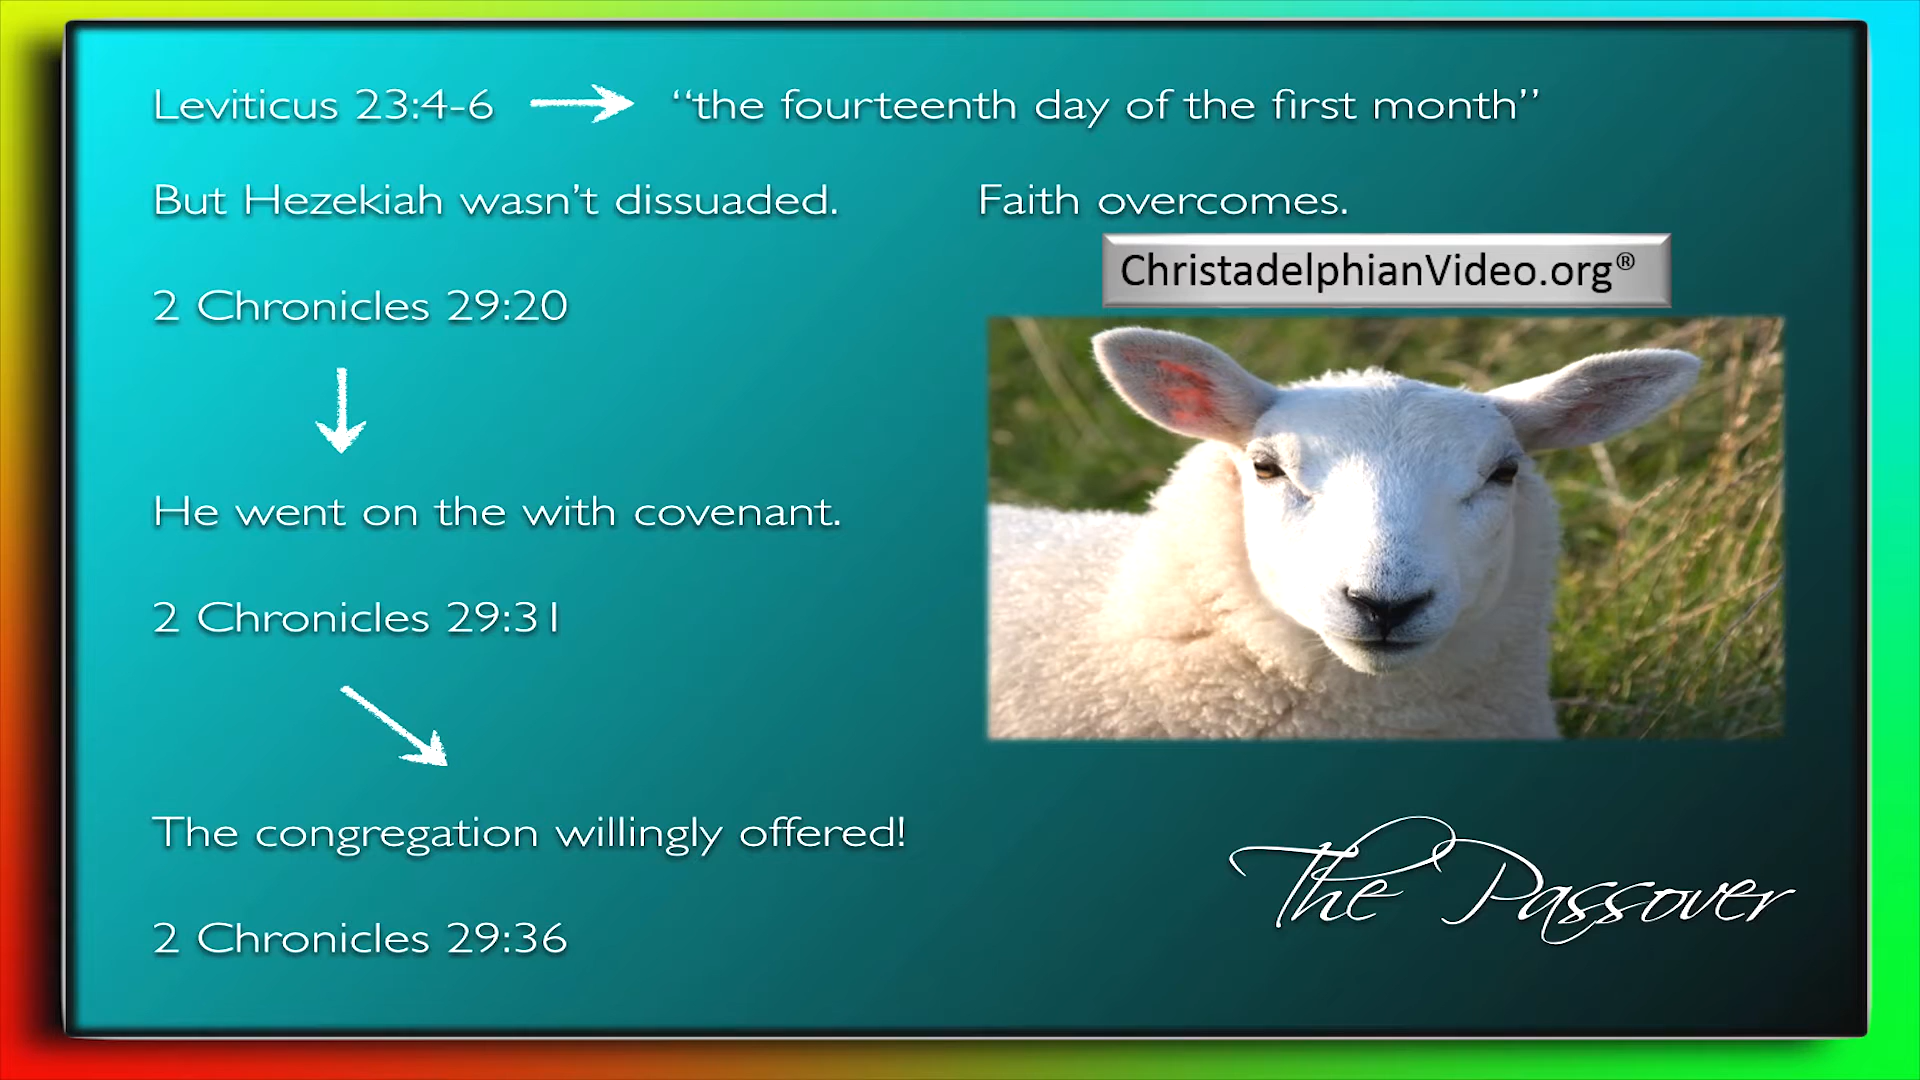 Leviticus 23:4-6 “the fourteenth day of the first month”
But Hezekiah wasn’t dissuaded. Faith overcomes.
ChristadelphianVideo.org®
2 Chronicles 29:20
He went on the with covenant.
2 Chronicles 29:31
The congregation willingly offered!
The Passover
2 Chronicles 29:36